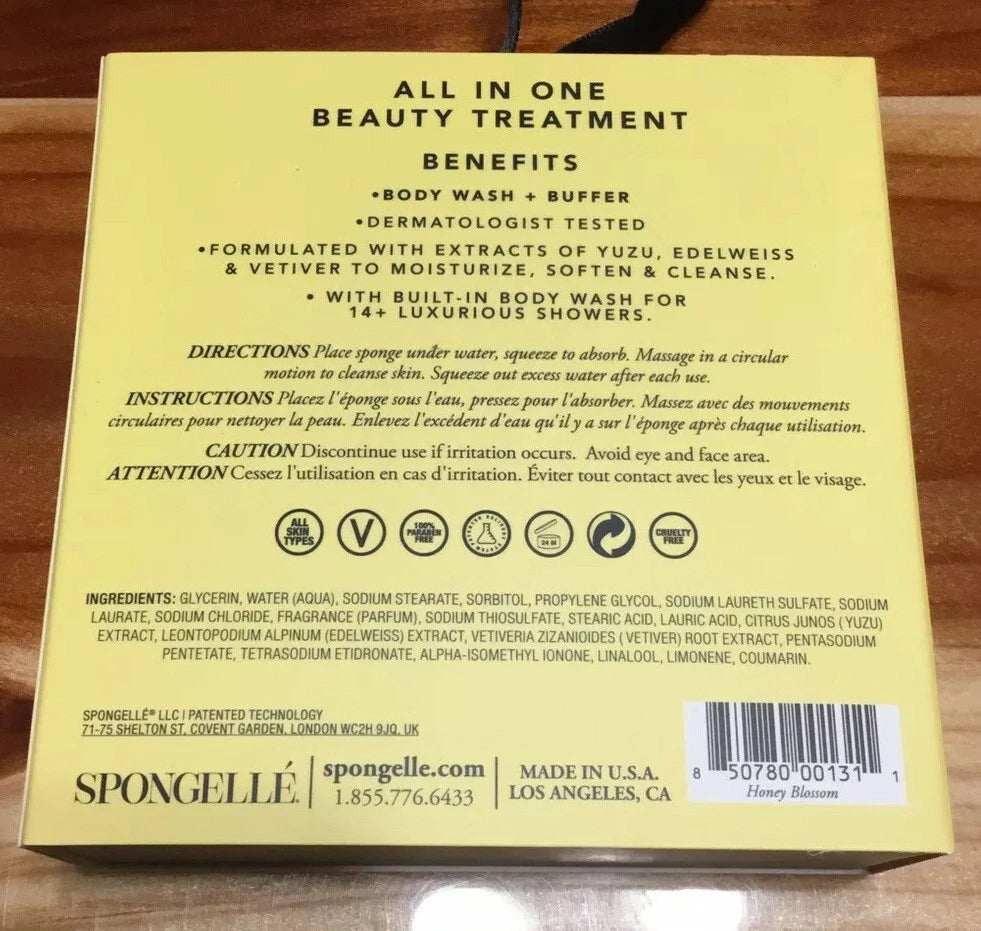 ALL IN ONE
BEAUTY TREATMENT
BENEFITS
•BODY WASH + BUFFER
•DERMATOLOGIST TESTED
•FORMULATED WITH EXTRACTS OF YUZU, EDELWEISS
& VETIVER TO MOISTURIZE, SOFTEN & CLEANSE.
• WITH BUILT-IN BODY WASH FOR
14+ LUXURIOUS SHOWERS.
DIRECTIONS Place sponge under water, squeeze to absorb. Massage in a circular
motion to cleanse skin. Squeeze out excess water after each use.
INSTRUCTIONS Placez l'éponge sous l'eau, pressez pour l'absorber. Massez avec des mouvements
circulaires pour nettoyer la peau. Enlevez l'excédent d'eau qu'il y a sur l'éponge après chaque utilisation.
CAUTION Discontinue use if irritation occurs. Avoid eye and face area.
ATTENTION Cessez l'utilisation en cas d'irritation. Éviter tout contact avec les yeux et le visage.
ALL SKIN TYPES
V
100% PARABEN FREE
24 M
CRUELTY FREE
INGREDIENTS: GLYCERIN, WATER (AQUA), SODIUM STEARATE, SORBITOL, PROPYLENE GLYCOL, SODIUM LAURETH SULFATE, SODIUM
LAURATE, SODIUM CHLORIDE, FRAGRANCE (PARFUM), SODIUM THIOSULFATE, STEARIC ACID, LAURIC ACID, CITRUS JUNOS ( YUZU)
EXTRACT, LEONTOPODIUM ALPINUM (EDELWEISS) EXTRACT, VETIVERIA ZIZANIOIDES ( VETIVER) ROOT EXTRACT, PENTASODIUM
PENTETATE, TETRASODIUM ETIDRONATE, ALPHA-ISOMETHYL IONONE, LINALOOL, LIMONENE, COUMARIN.
SPONGELLÉ® LLC | PATENTED TECHNOLOGY
71-75 SHELTON ST, COVENT GARDEN, LONDON WC2H 9JQ, UK
SPONGELLÉ
spongelle.com
1.855.776.6433
MADE IN U.S.A.
LOS ANGELES, CA
8 50780 00131 1
Honey Blossom